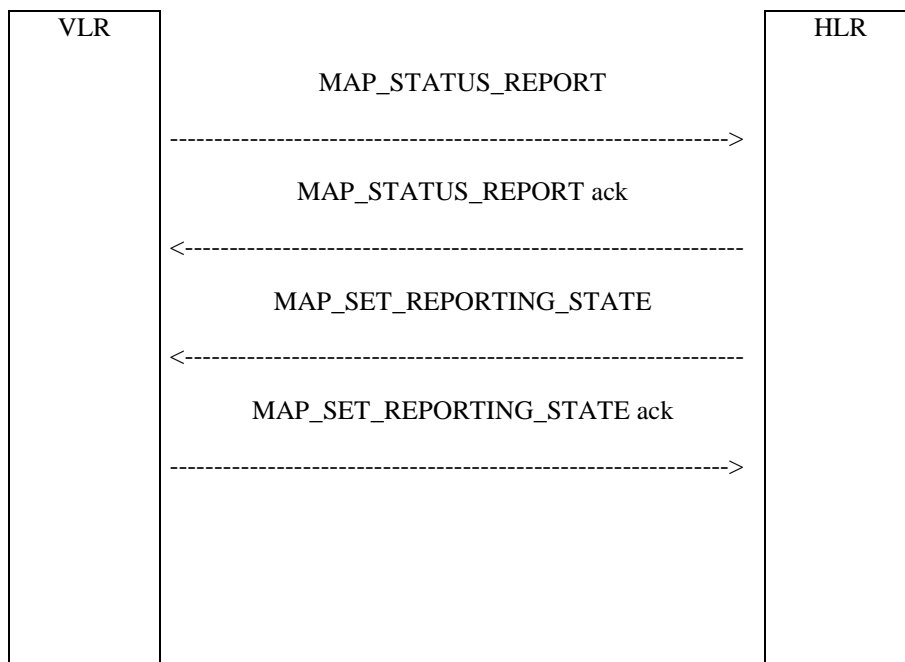 VLR HLR
MAP_STATUS_REPORT
------------------------------------------------------------------>
MAP_STATUS_REPORT ack
<------------------------------------------------------------------
MAP_SET_REPORTING_STATE
<------------------------------------------------------------------
MAP_SET_REPORTING_STATE ack
------------------------------------------------------------------>